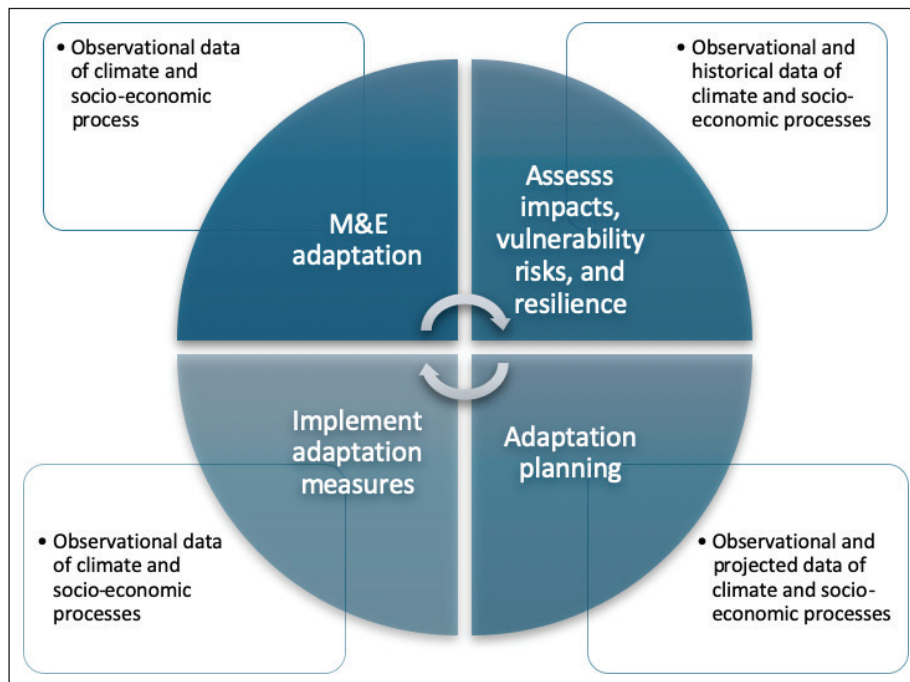 • Observational data
of climate and
socio-economic
process
• Observational and
historical data of
climate and socio-
economic processes
M&E
adaptation
Assesss
impacts,
vulnerability
risks, and
resilience
Implement
adaptation
measures
Adaptation
planning
• Observational data
of climate and
socio-economic
processes
• Observational and
projected data of
climate and socio-
economic processes